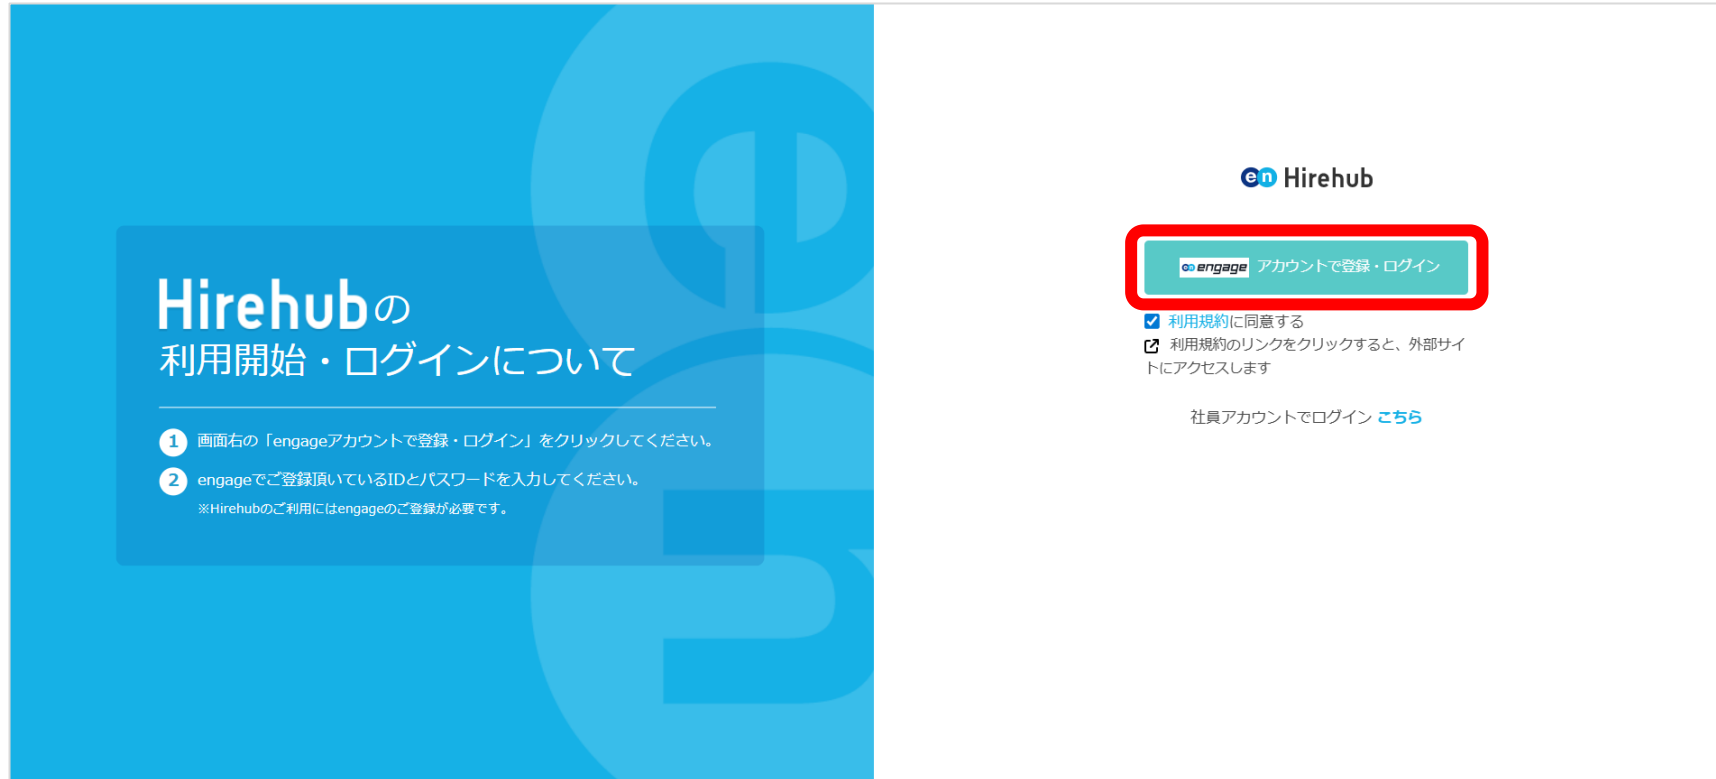 Hirehubの
利用開始・ログインについて
1 画面右の「engageアカウントで登録・ログイン」をクリックしてください。
2 engageでご登録頂いているIDとパスワードを入力してください。
※Hirehubのご利用にはengageのご登録が必要です。
en Hirehub
en engage アカウントで登録・ログイン
利用規約に同意する
利用規約のリンクをクリックすると、外部サイ
トにアクセスします
社員アカウントでログイン こちら